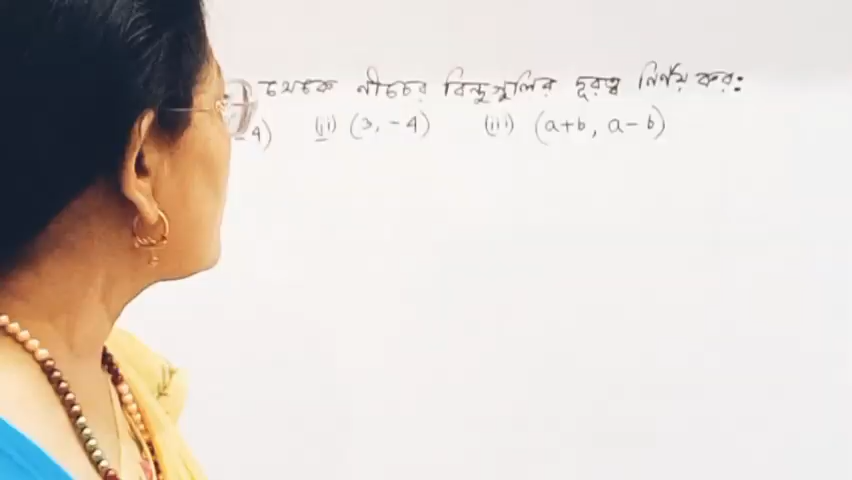 থেকে নীচের বিন্দুগুলির দূরত্ব নির্ণয় কর:
4) (ii) (3, -4) (iii) (a+b, a-b)